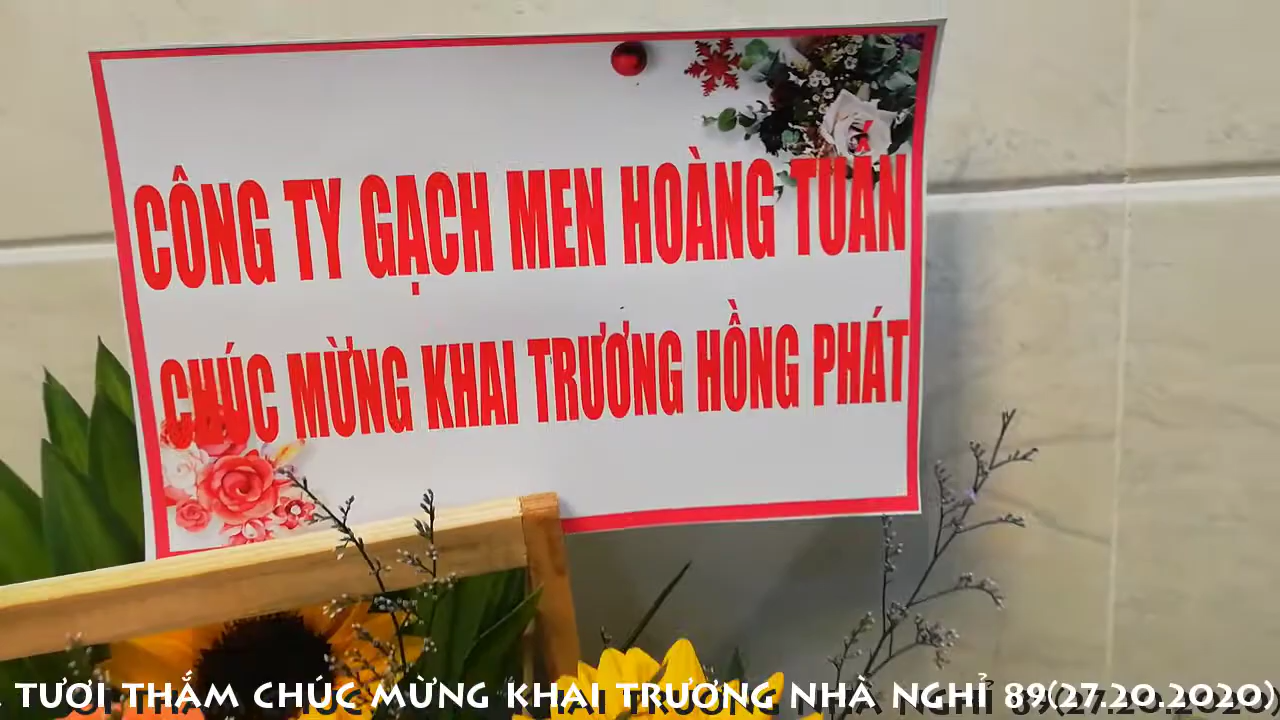 CÔNG TY GẠCH MEN HOÀNG TUẤN
CHÚC MỪNG KHAI TRƯƠNG HỒNG PHÁT
TƯƠI THẮM CHÚC MỪNG KHAI TRƯƠNG NHÀ NGHỈ 89(27.20.2020)